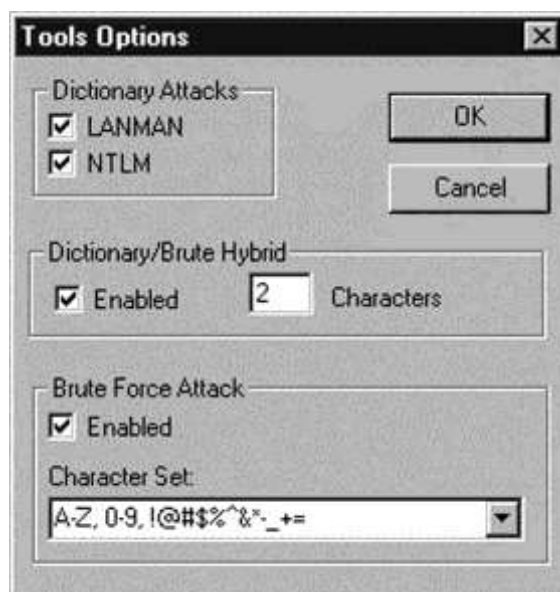 Tools Options
Dictionary Attacks
LANMAN
NTLM
OK
Cancel
Dictionary/Brute Hybrid
Enabled
2
Characters
Brute Force Attack
Enabled
Character Set:
A-Z, 0-9, !@#$%^&*-_+=